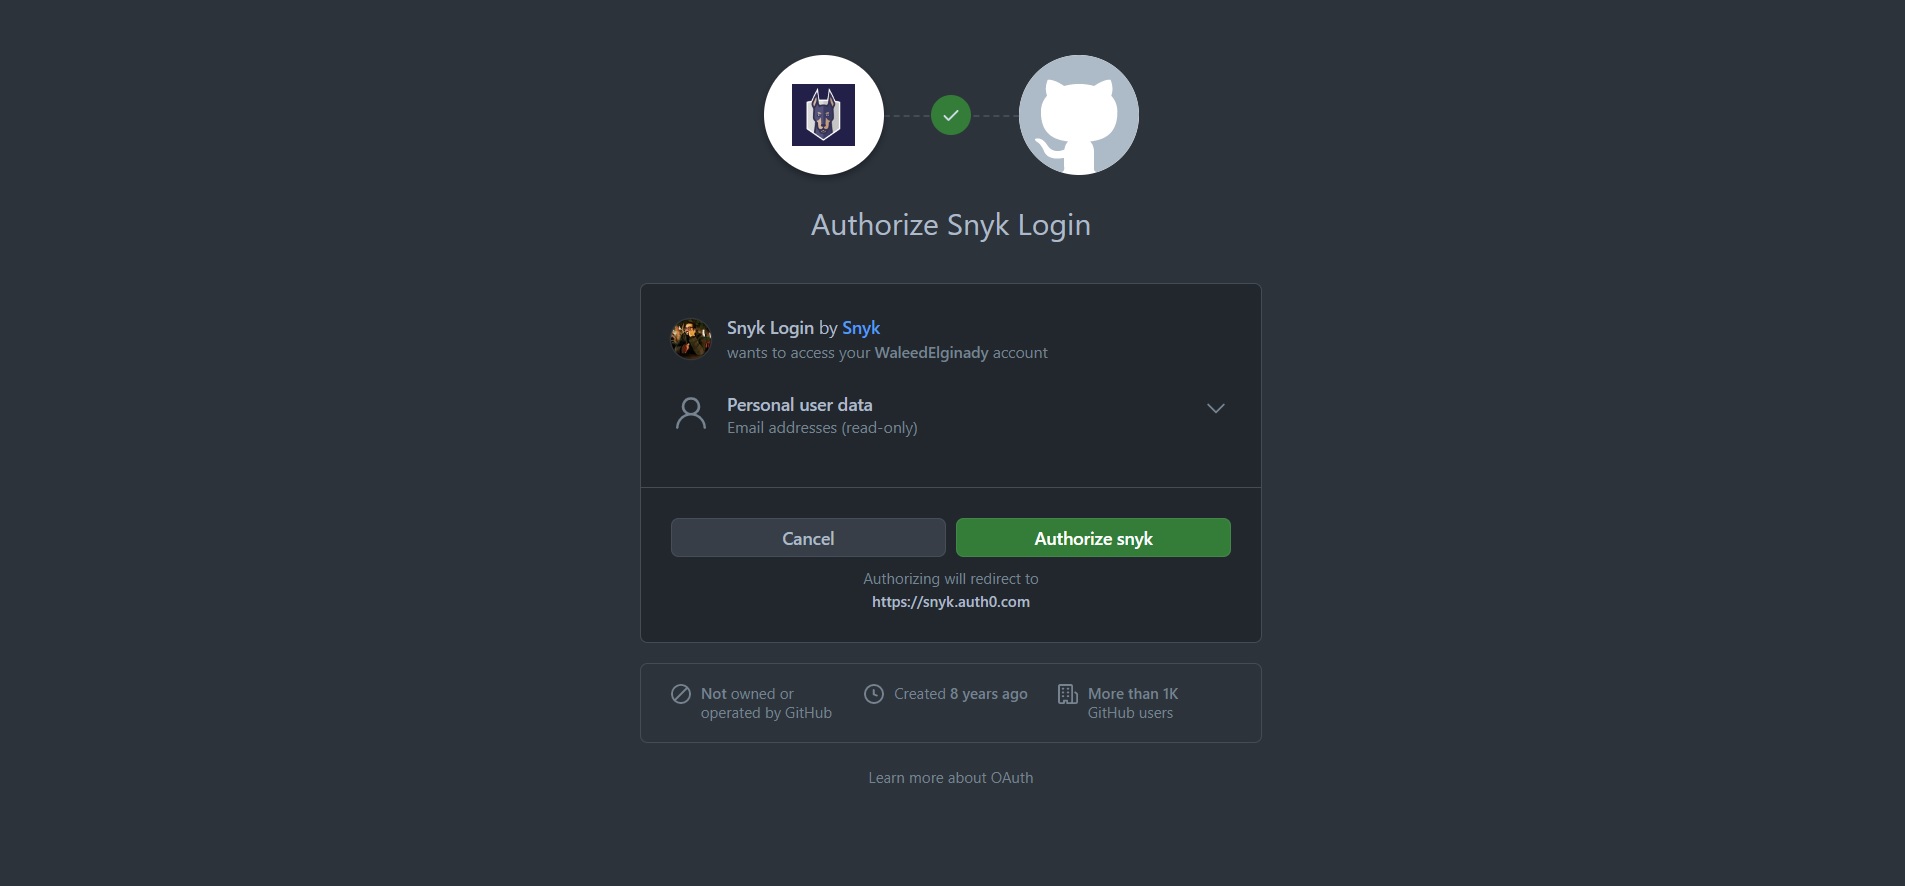 Authorize Snyk Login
Snyk Login by Snyk
wants to access your WaleedElginady account
Personal user data
Email addresses (read-only)
Cancel
Authorize snyk
Authorizing will redirect to
https://snyk.auth0.com
Not owned or
operated by GitHub
Created 8 years ago
More than 1K
GitHub users
Learn more about OAuth